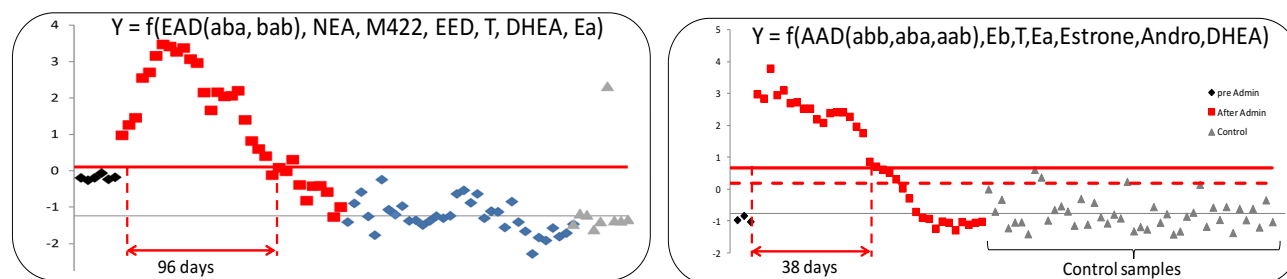 Y = f(EAD(aba, bab), NEA, M422, EED, T, DHEA, Ea)
4
3
2
1
0
-1
-2
96 days
Y = f(AAD(abb,aba,aab),Eb,T,Ea,Estrone,Andro,DHEA)
5
4
3
2
1
0
-1
-2
pre Admin
After Admin
Control
38 days
Control samples